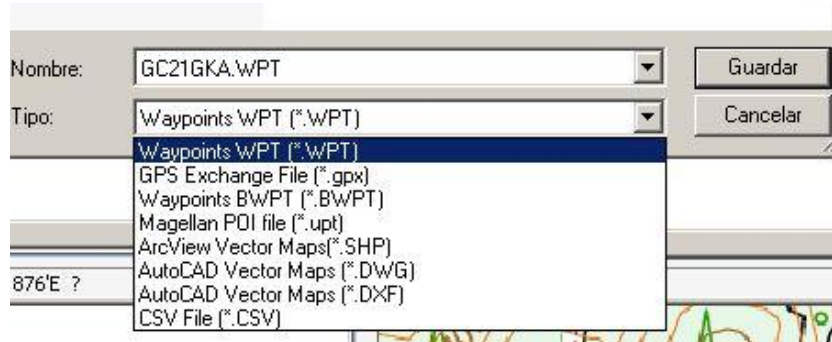 Nombre: GC21GKA.WPT Guardar
Tipo: Waypoints WPT (*.WPT) Cancelar
Waypoints WPT (*.WPT)
GPS Exchange File (*.gpx)
Waypoints BWPT (*.BWPT)
Magellan POI file (*.upt)
ArcView Vector Maps(*.SHP)
AutoCAD Vector Maps (*.DWG)
876'E ?
AutoCAD Vector Maps (*.DXF)
CSV File (*.CSV)